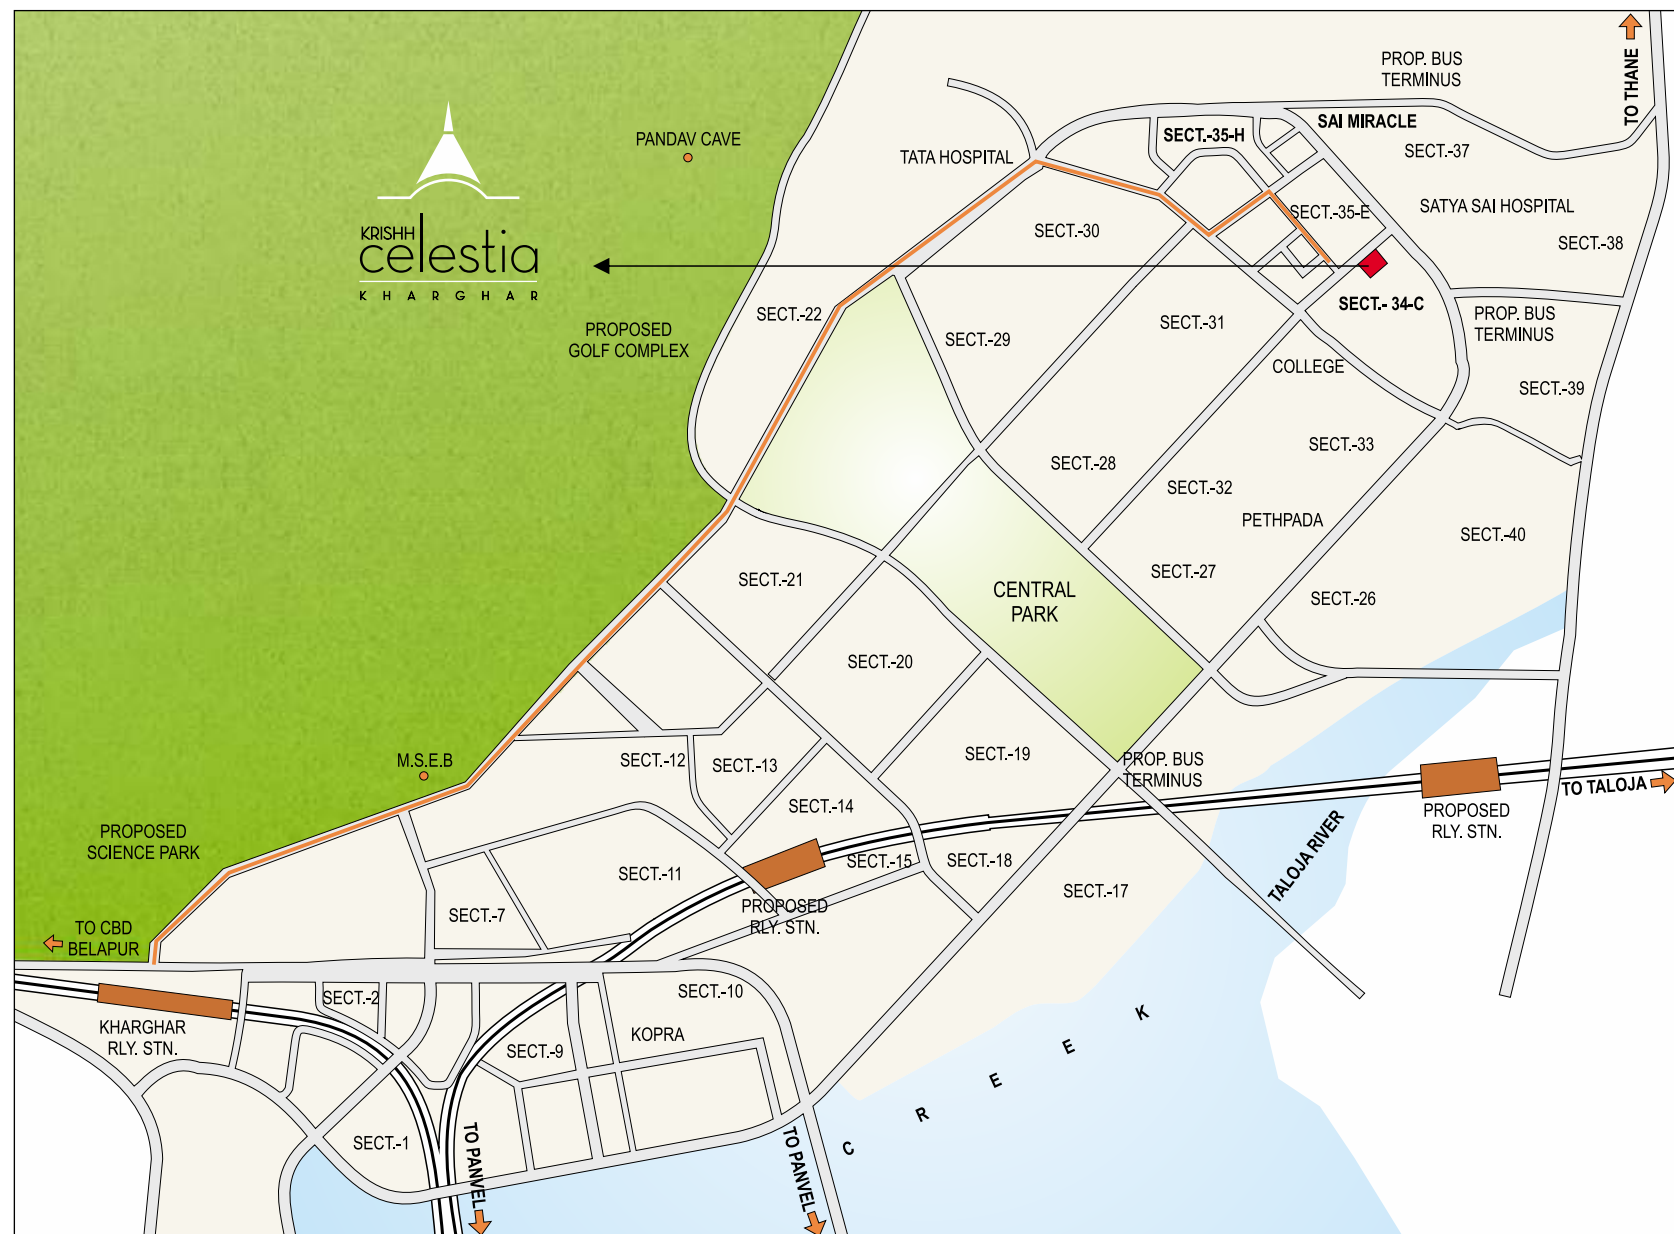 TO THANE
PROP. BUS
TERMINUS
SAI MIRACLE
SECT.-35-H
SECT.-37
PANDAV CAVE
TATA HOSPITAL
SECT.-35-E
SATYA SAI HOSPITAL
SECT.-30
SECT.-38
KRISHH
celestia
KHARGHAR
SECT.- 34-C
SECT.-22
PROPOSED
GOLF COMPLEX
SECT.-29
SECT.-31
PROP. BUS
TERMINUS
COLLEGE
SECT.-39
SECT.-33
SECT.-28
SECT.-32
PETHPADA
SECT.-40
SECT.-21
CENTRAL
PARK
SECT.-27
SECT.-26
SECT.-20
SECT.-12
SECT.-13
SECT.-19
PROP. BUS
TERMINUS
M.S.E.B
TO TALOJA
SECT.-14
PROPOSED
RLY. STN.
PROPOSED
SCIENCE PARK
TALOJA RIVER
SECT.-15
SECT.-18
SECT.-11
SECT.-17
SECT.-7
PROPOSED
RLY. STN.
TO CBD
BELAPUR
SECT.-2
SECT.-10
KHARGHAR
RLY. STN.
KOPRA
SECT.-9
CREEK
SECT.-1
TO PANVEL
TO PANVEL